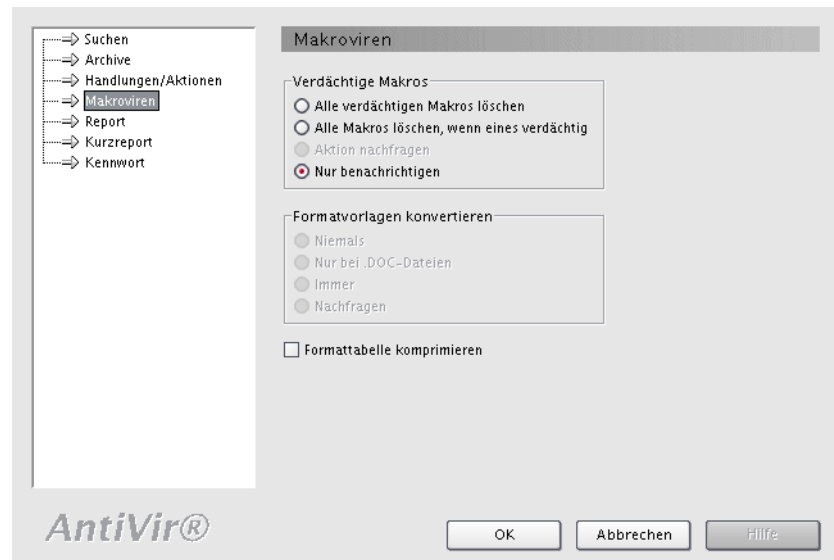 Suchen
Archive
Handlungen/Aktionen
Makroviren
Report
Kurzreport
Kennwort
Makroviren
Verdächtige Makros
Alle verdächtigen Makros löschen
Alle Makros löschen, wenn eines verdächtig
Aktion nachfragen
Nur benachrichtigen
Formatvorlagen konvertieren
Niemals
Nur bei .DOC-Dateien
Immer
Nachfragen
Formattabelle komprimieren
AntiVir®
OK
Abbrechen
Hilfe